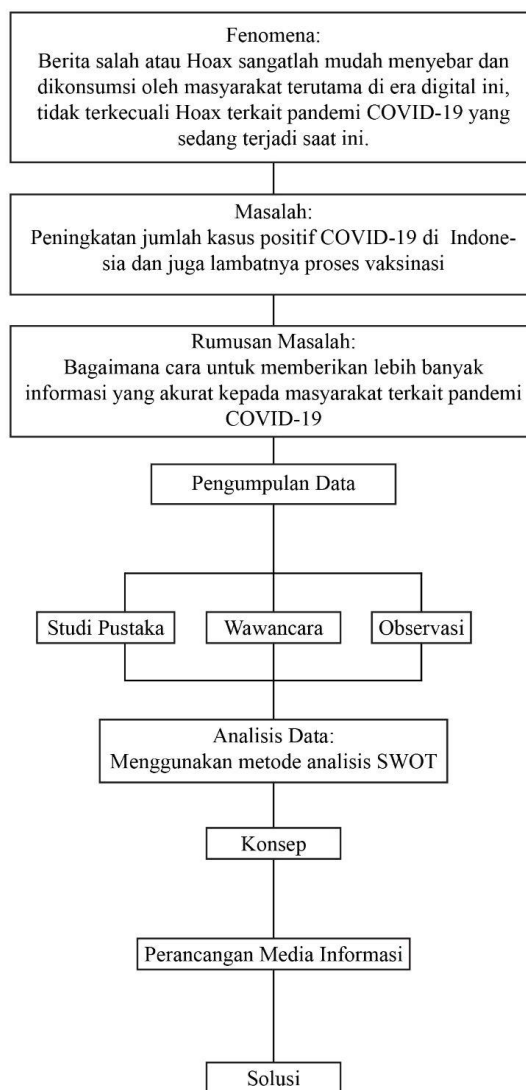 Fenomena:
Berita salah atau Hoax sangatlah mudah menyebar dan
dikonsumsi oleh masyarakat terutama di era digital ini,
tidak terkecuali Hoax terkait pandemi COVID-19 yang
sedang terjadi saat ini.
Masalah:
Peningkatan jumlah kasus positif COVID-19 di Indone-
sia dan juga lambatnya proses vaksinasi
Rumusan Masalah:
Bagaimana cara untuk memberikan lebih banyak
informasi yang akurat kepada masyarakat terkait pandemi
COVID-19
Pengumpulan Data
Studi Pustaka
Wawancara
Observasi
Analisis Data:
Menggunakan metode analisis SWOT
Konsep
Perancangan Media Informasi
Solusi